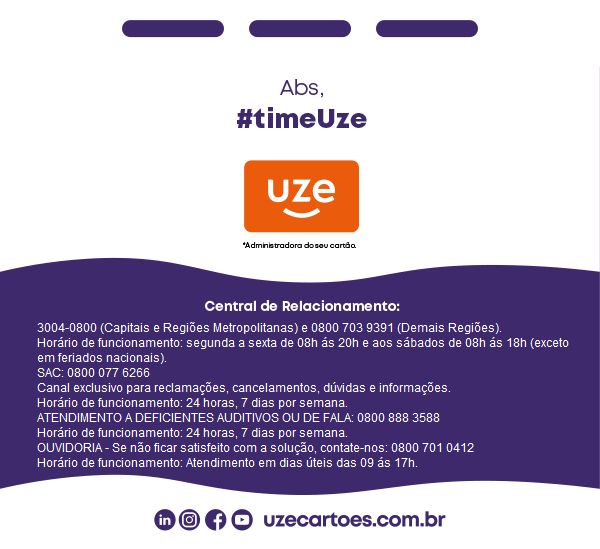 Abs,
#timeUze
uze
*Administradora do seu cartão.
Central de Relacionamento:
3004-0800 (Capitais e Regiões Metropolitanas) e 0800 703 9391 (Demais Regiões).
Horário de funcionamento: segunda a sexta de 08h ás 20h e aos sábados de 08h ás 18h (exceto
em feriados nacionais).
SAC: 0800 077 6266
Canal exclusivo para reclamações, cancelamentos, dúvidas e informações.
Horário de funcionamento: 24 horas, 7 dias por semana.
ATENDIMENTO A DEFICIENTES AUDITIVOS OU DE FALA: 0800 888 3588
Horário de funcionamento: 24 horas, 7 dias por semana.
OUVIDORIA - Se não ficar satisfeito com a solução, contate-nos: 0800 701 0412
Horário de funcionamento: Atendimento em dias úteis das 09 ás 17h.
uzecartoes.com.br